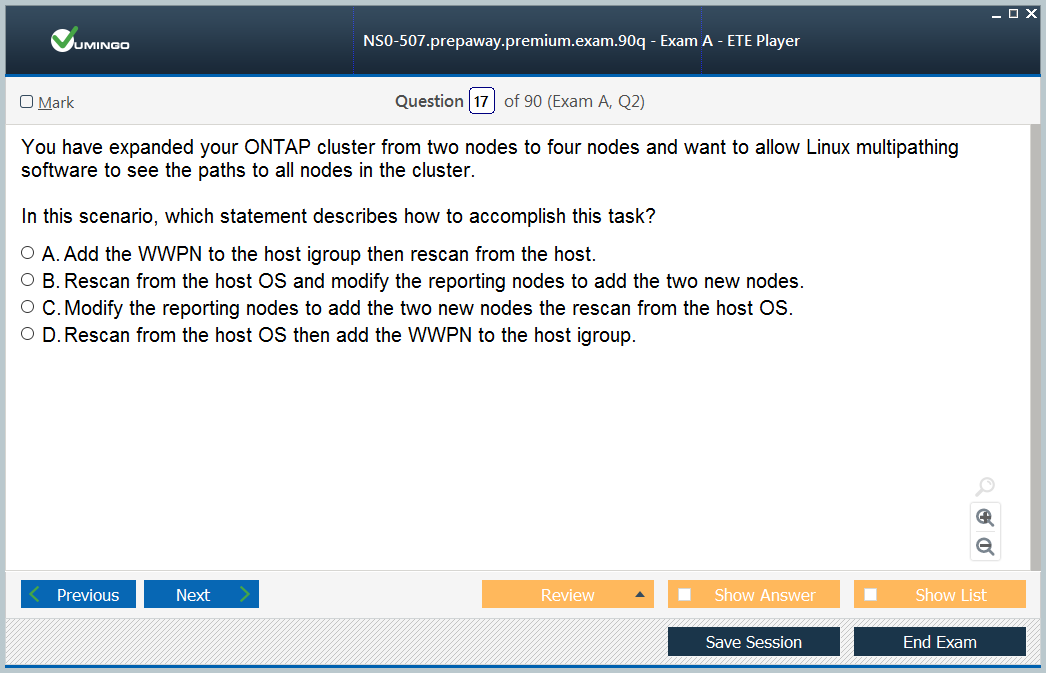 VUMINGO
NS0-507.prepaway.premium.exam.90q - Exam A - ETE Player
Mark
Question 17 of 90 (Exam A, Q2)
You have expanded your ONTAP cluster from two nodes to four nodes and want to allow Linux multipathing
software to see the paths to all nodes in the cluster.
In this scenario, which statement describes how to accomplish this task?
A. Add the WWPN to the host igroup then rescan from the host.
B. Rescan from the host OS and modify the reporting nodes to add the two new nodes.
C. Modify the reporting nodes to add the two new nodes the rescan from the host OS.
D. Rescan from the host OS then add the WWPN to the host igroup.
Previous
Next
Review
Show Answer
Show List
Save Session
End Exam